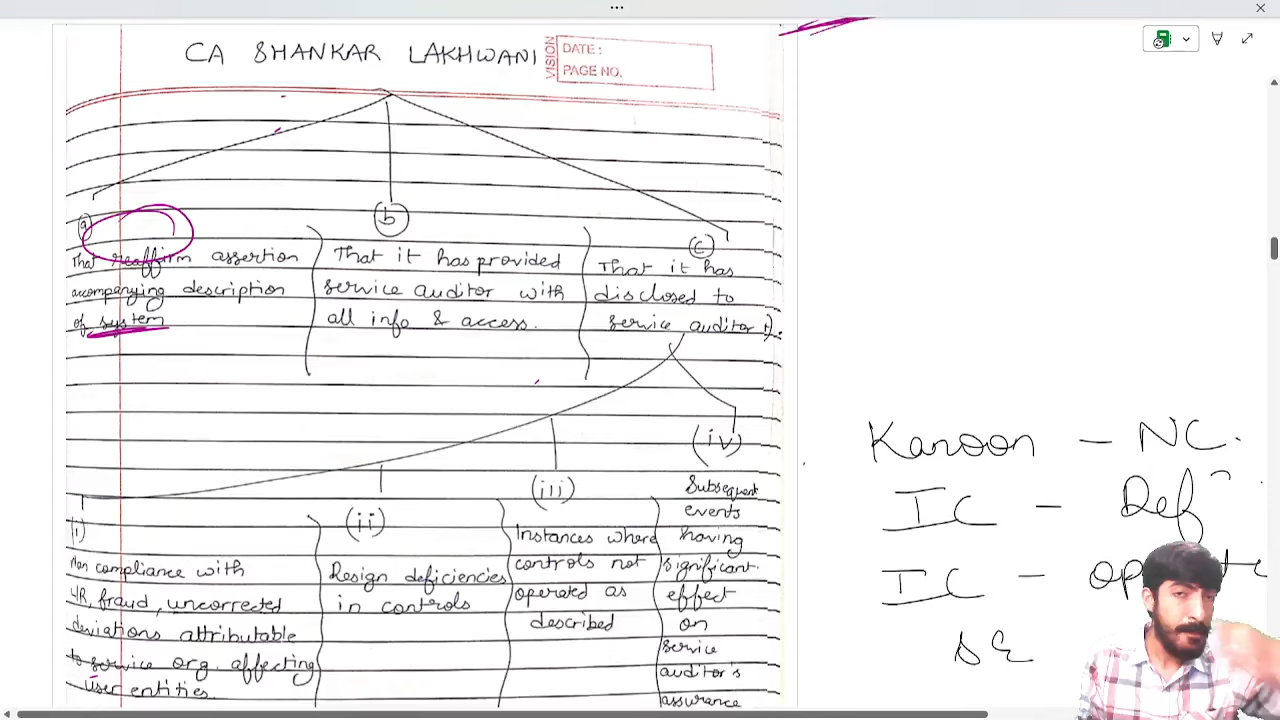 CA SHANKAR LAKHWANI
VISION
DATE :
PAGE NO.
a
That reaffirm assertion
accompanying description
of system
b
That it has provided
service auditor with
all info & access.
c
That it has
disclosed to
service auditor :-
(i)
Non compliance with
L/R, fraud, uncorrected
deviations attributable
to service org. affecting
user entities.
(ii)
Design deficiencies
in controls
(iii)
Instances where
controls not
operated as
described
(iv)
Subsequent
events
having
significant
effect
on
service
auditor's
assurance
Kanoon - NC.
IC - Def
IC -
SE